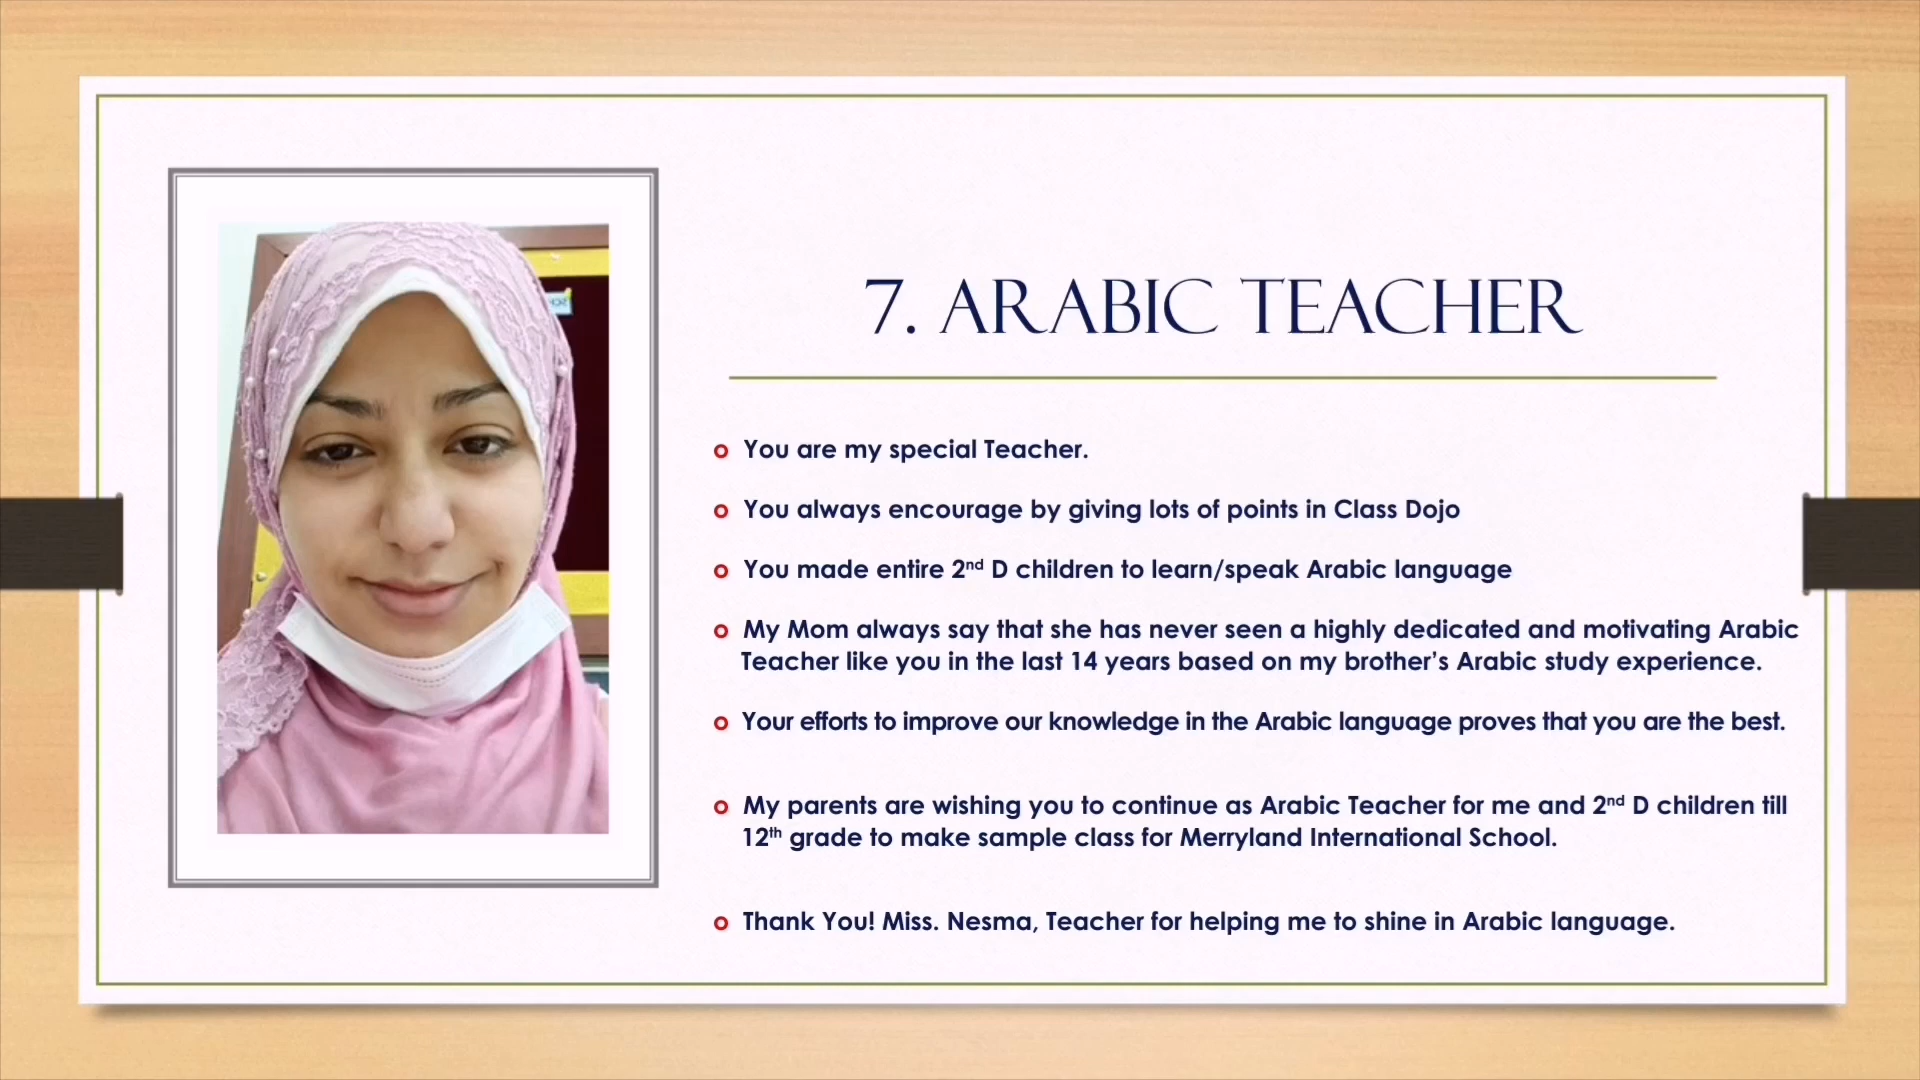 7. ARABIC TEACHER
o You are my special Teacher.
o You always encourage by giving lots of points in Class Dojo
o You made entire 2nd D children to learn/speak Arabic language
o My Mom always say that she has never seen a highly dedicated and motivating Arabic
Teacher like you in the last 14 years based on my brother’s Arabic study experience.
o Your efforts to improve our knowledge in the Arabic language proves that you are the best.
o My parents are wishing you to continue as Arabic Teacher for me and 2nd D children till
12th grade to make sample class for Merryland International School.
o Thank You! Miss. Nesma, Teacher for helping me to shine in Arabic language.